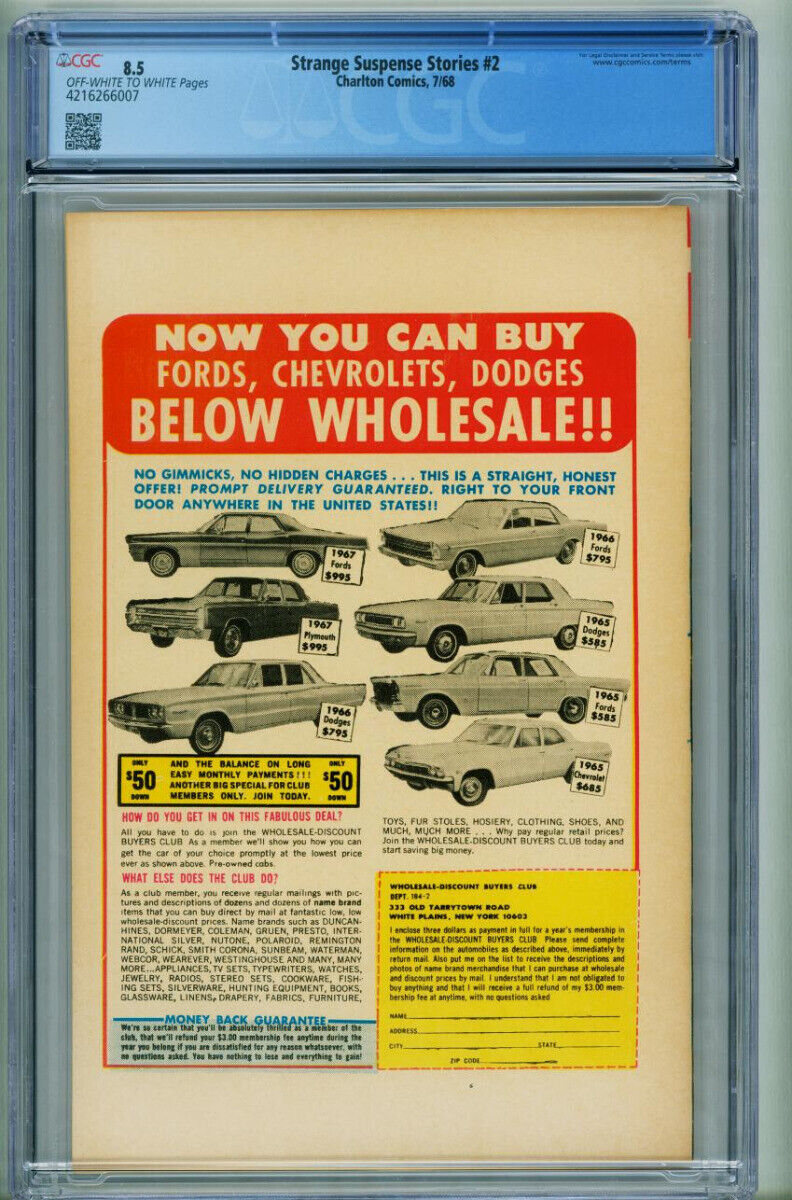 CGC
8.5
OFF-WHITE TO WHITE Pages
4216266007
Strange Suspense Stories #2
Charlton Comics, 7/68
For Legal Disclaimer and Service Terms please visit:
www.cgccomics.com/terms
CGC
NOW YOU CAN BUY
FORDS, CHEVROLETS, DODGES
BELOW WHOLESALE!!
NO GIMMICKS, NO HIDDEN CHARGES . . . THIS IS A STRAIGHT, HONEST
OFFER! PROMPT DELIVERY GUARANTEED. RIGHT TO YOUR FRONT
DOOR ANYWHERE IN THE UNITED STATES!!
1967
Fords
$995
1966
Fords
$795
1967
Plymouth
$995
1965
Dodges
$585
1966
Dodges
$795
1965
Fords
$585
1965
Chevrolet
$685
ONLY
$50
DOWN
AND THE BALANCE ON LONG
EASY MONTHLY PAYMENTS!!!
ANOTHER BIG SPECIAL FOR CLUB
MEMBERS ONLY. JOIN TODAY.
ONLY
$50
DOWN
HOW DO YOU GET IN ON THIS FABULOUS DEAL?
All you have to do is join the WHOLESALE-DISCOUNT
BUYERS CLUB As a member we'll show you how you can
get the car of your choice promptly at the lowest price
ever as shown above. Pre-owned cabs.
WHAT ELSE DOES THE CLUB DO?
As a club member, you receive regular mailings with pic-
tures and descriptions of dozens and dozens of name brand
items that you can buy direct by mail at fantastic low, low
wholesale-discount prices. Name brands such as DUNCAN-
HINES, DORMEYER, COLEMAN, GRUEN, PRESTO, INTER-
NATIONAL SILVER, NUTONE, POLAROID, REMINGTON
RAND, SCHICK, SMITH CORONA, SUNBEAM, WATERMAN,
WEBCOR, WEAREVER, WESTINGHOUSE AND MANY, MANY
MORE...APPLIANCES, TV SETS, TYPEWRITERS, WATCHES,
JEWELRY, RADIOS, STEREO SETS, COOKWARE, FISH-
ING SETS, SILVERWARE, HUNTING EQUIPMENT, BOOKS,
GLASSWARE, LINENS, DRAPERY, FABRICS, FURNITURE,
TOYS, FUR STOLES, HOSIERY, CLOTHING, SHOES, AND
MUCH, MUCH MORE . . . Why pay regular retail prices?
Join the WHOLESALE-DISCOUNT BUYERS CLUB today and
start saving big money.
MONEY BACK GUARANTEE
We're so certain that you'll be absolutely thrilled as a member of the
club, that we'll refund your $3.00 membership fee anytime during the
year you belong if you are dissatisfied for any reason whatsoever, with
no questions asked. You have nothing to lose and everything to gain!
WHOLESALE-DISCOUNT BUYERS CLUB
DEPT. 184-2
333 OLD TARRYTOWN ROAD
WHITE PLAINS, NEW YORK 10603
I enclose three dollars as payment in full for a year's membership in
the WHOLESALE-DISCOUNT BUYERS CLUB Please send complete
information on the automobiles as described above, immediately by
return mail. Also put me on the list to receive the descriptions and
photos of name brand merchandise that I can purchase at wholesale
and discount prices by mail. I understand that I am not obligated to
buy anything and that I will receive a full refund of my $3.00 mem-
bership fee at anytime, with no questions asked
NAME
ADDRESS
CITY STATE
ZIP CODE